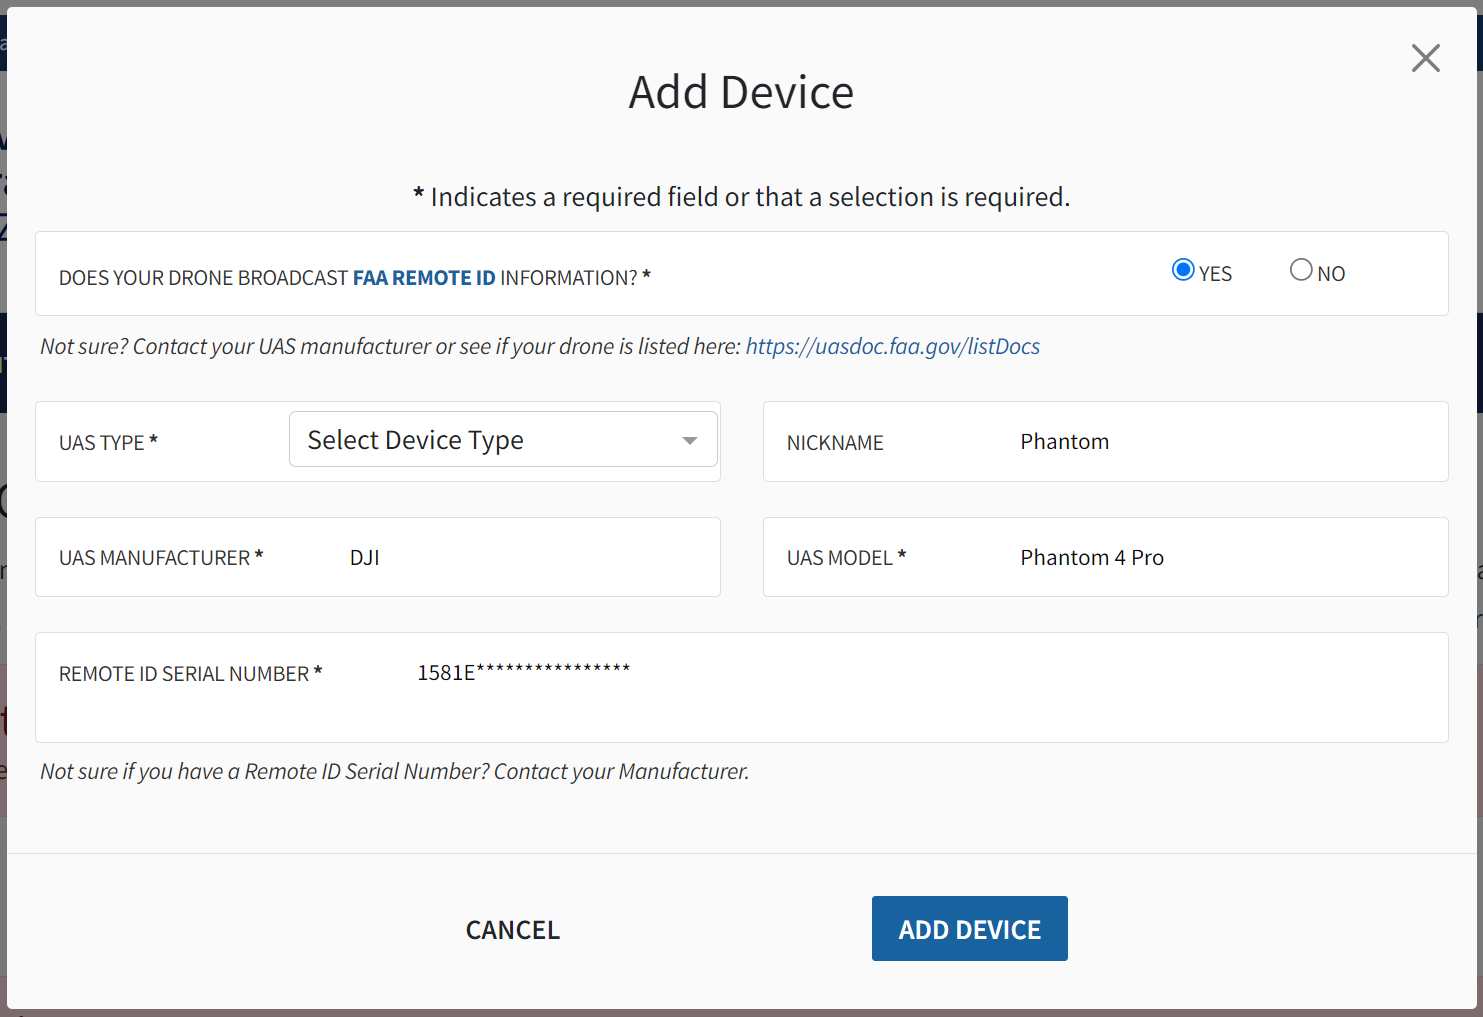 Add Device
* Indicates a required field or that a selection is required.
DOES YOUR DRONE BROADCAST FAA REMOTE ID INFORMATION? *
YES
NO
Not sure? Contact your UAS manufacturer or see if your drone is listed here: https://uasdoc.faa.gov/listDocs
UAS TYPE *
Select Device Type
NICKNAME
Phantom
UAS MANUFACTURER *
DJI
UAS MODEL *
Phantom 4 Pro
REMOTE ID SERIAL NUMBER *
1581E****************
Not sure if you have a Remote ID Serial Number? Contact your Manufacturer.
CANCEL
ADD DEVICE